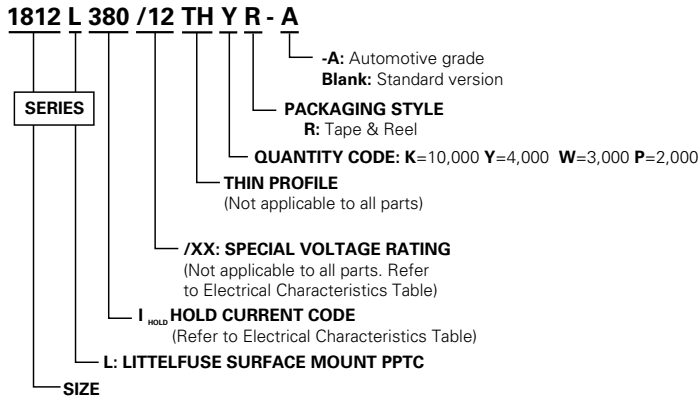 1812 L 380 /12 TH Y R - A
-A: Automotive grade
Blank: Standard version
SERIES
PACKAGING STYLE
R: Tape & Reel
QUANTITY CODE: K=10,000 Y=4,000 W=3,000 P=2,000
THIN PROFILE
(Not applicable to all parts)
/XX: SPECIAL VOLTAGE RATING
(Not applicable to all parts. Refer
to Electrical Characteristics Table)
I HOLD HOLD CURRENT CODE
(Refer to Electrical Characteristics Table)
L: LITTELFUSE SURFACE MOUNT PPTC
SIZE